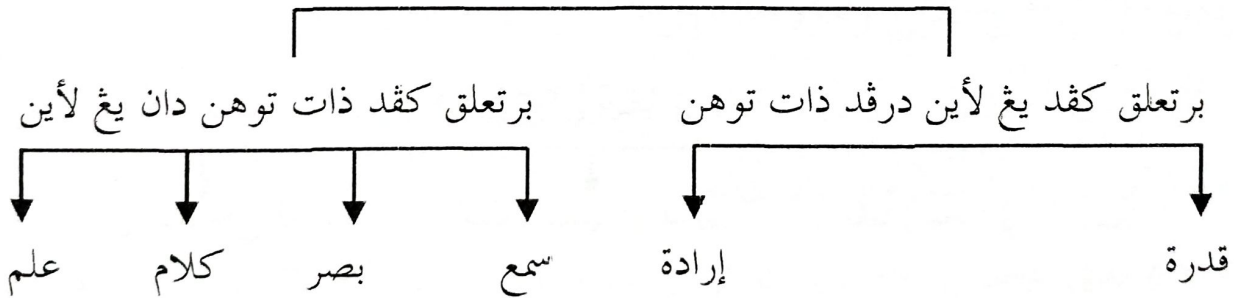 برتعلق كڤد يڠ لأين درڤد ذات توهن
برتعلق كڤد ذات توهن دان يڠ لأين
قدرة
إرادة
سمع
بصر
كلام
علم